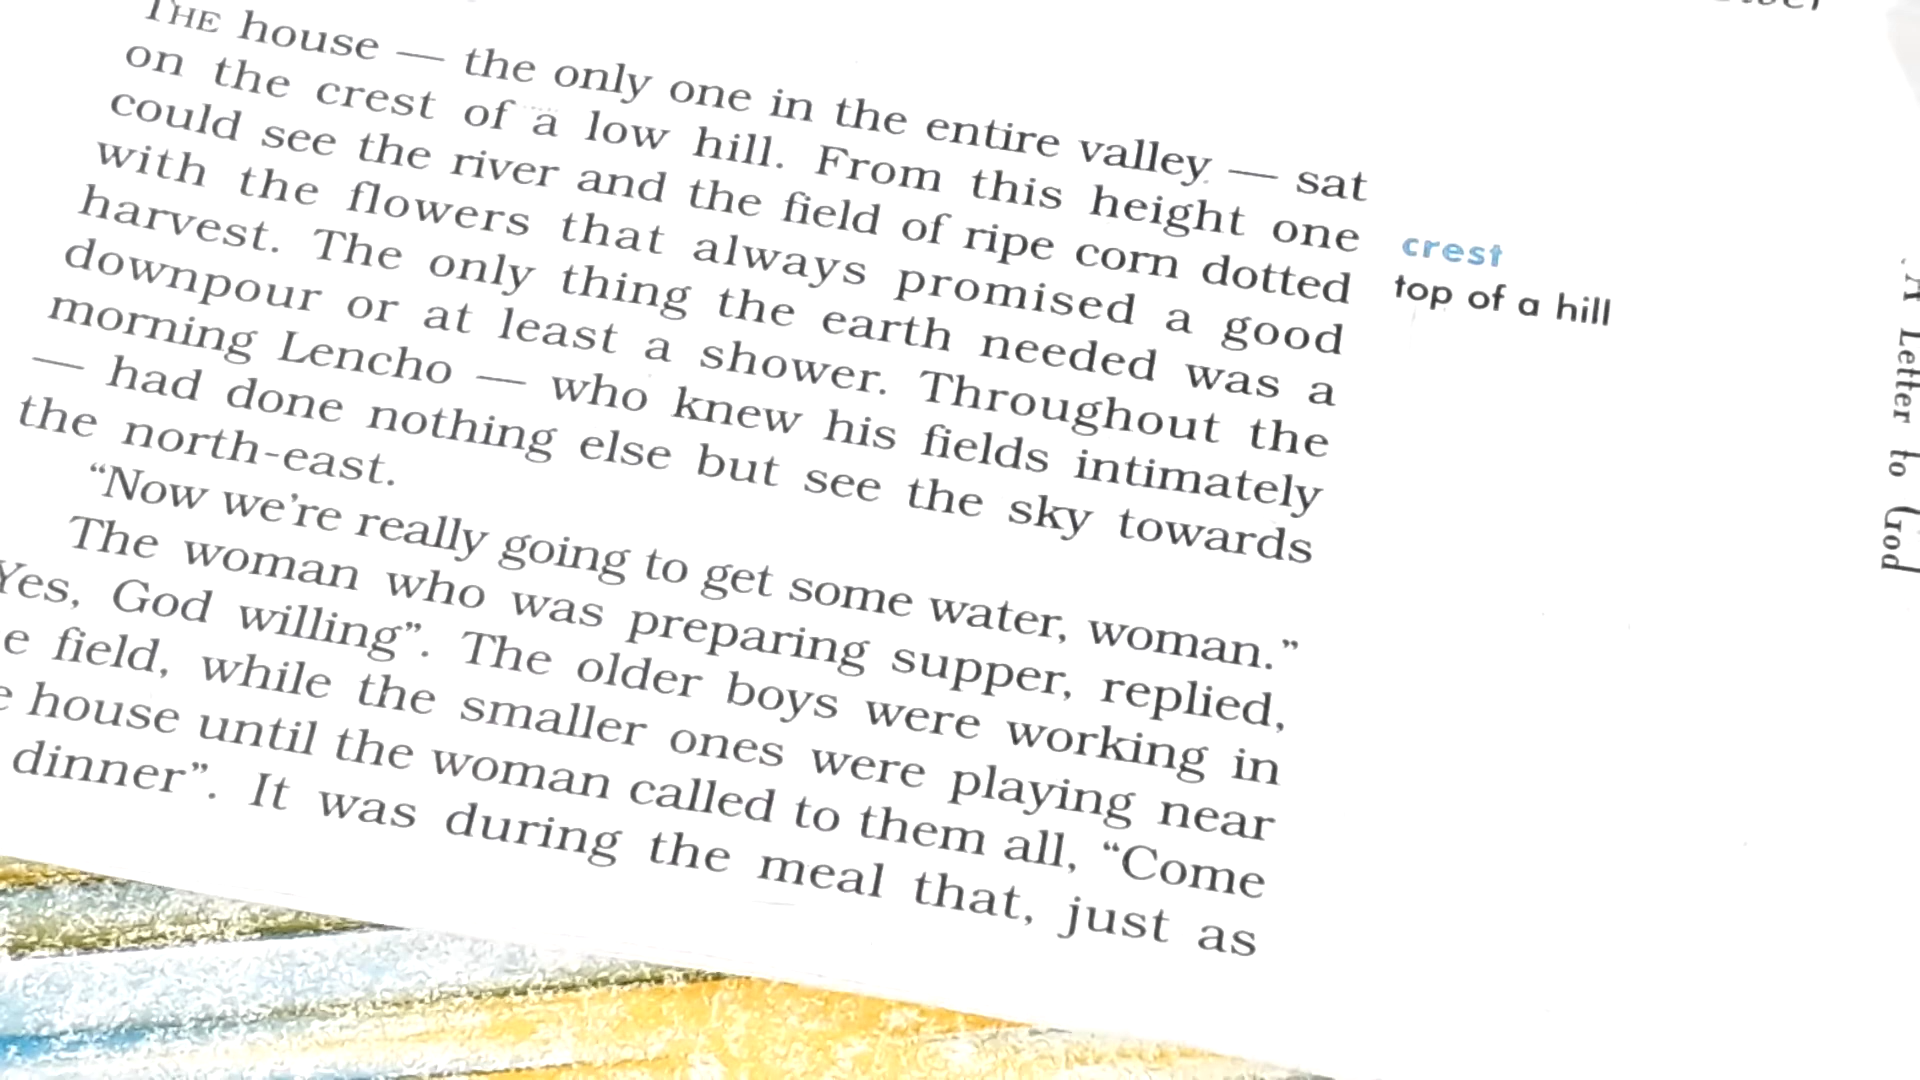 THE house — the only one in the entire valley — sat
on the crest of a low hill. From this height one
could see the river and the field of ripe corn dotted
with the flowers that always promised a good
harvest. The only thing the earth needed was a
downpour or at least a shower. Throughout the
morning Lencho — who knew his fields intimately
— had done nothing else but see the sky towards
the north-east.
“Now we’re really going to get some water, woman.”
The woman who was preparing supper, replied,
Yes, God willing”. The older boys were working in
e field, while the smaller ones were playing near
e house until the woman called to them all, “Come
dinner”. It was during the meal that, just as
crest
top of a hill
A Letter to God